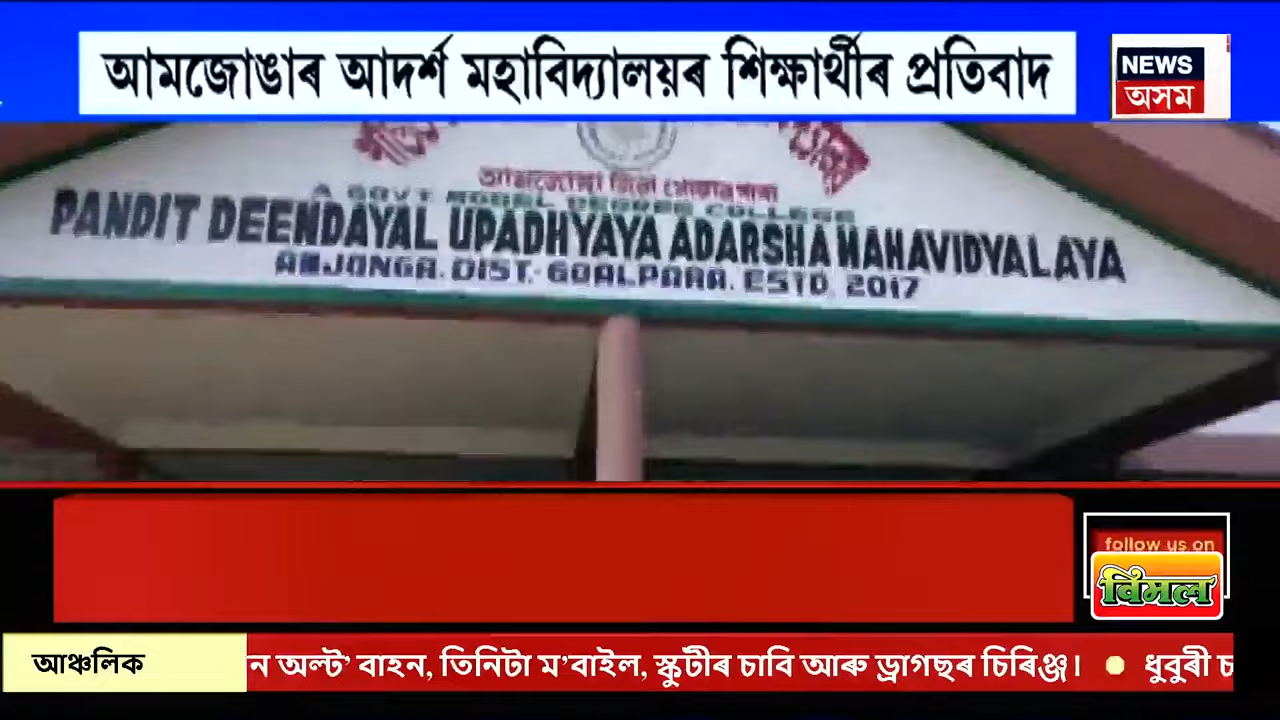 আমজোঙাৰ আদৰ্শ মহাবিদ্যালয়ৰ শিক্ষাৰ্থীৰ প্ৰতিবাদ
NEWS
অসম
A GOVT MODEL DEGREE COLLEGE
PANDIT DEENDAYAL UPADHYAYA ADARSHA MAHAVIDYALAYA
AMJONGA. DIST.- GOALPARA. ESTD. 2017
follow us on
বিমল
আঞ্চলিক
ন অল্ট’ বাহন, তিনিটা ম’বাইল, স্কুটীৰ চাবি আৰু ড্ৰাগছৰ চিৰিঞ্জ। ● ধুবুৰী চ